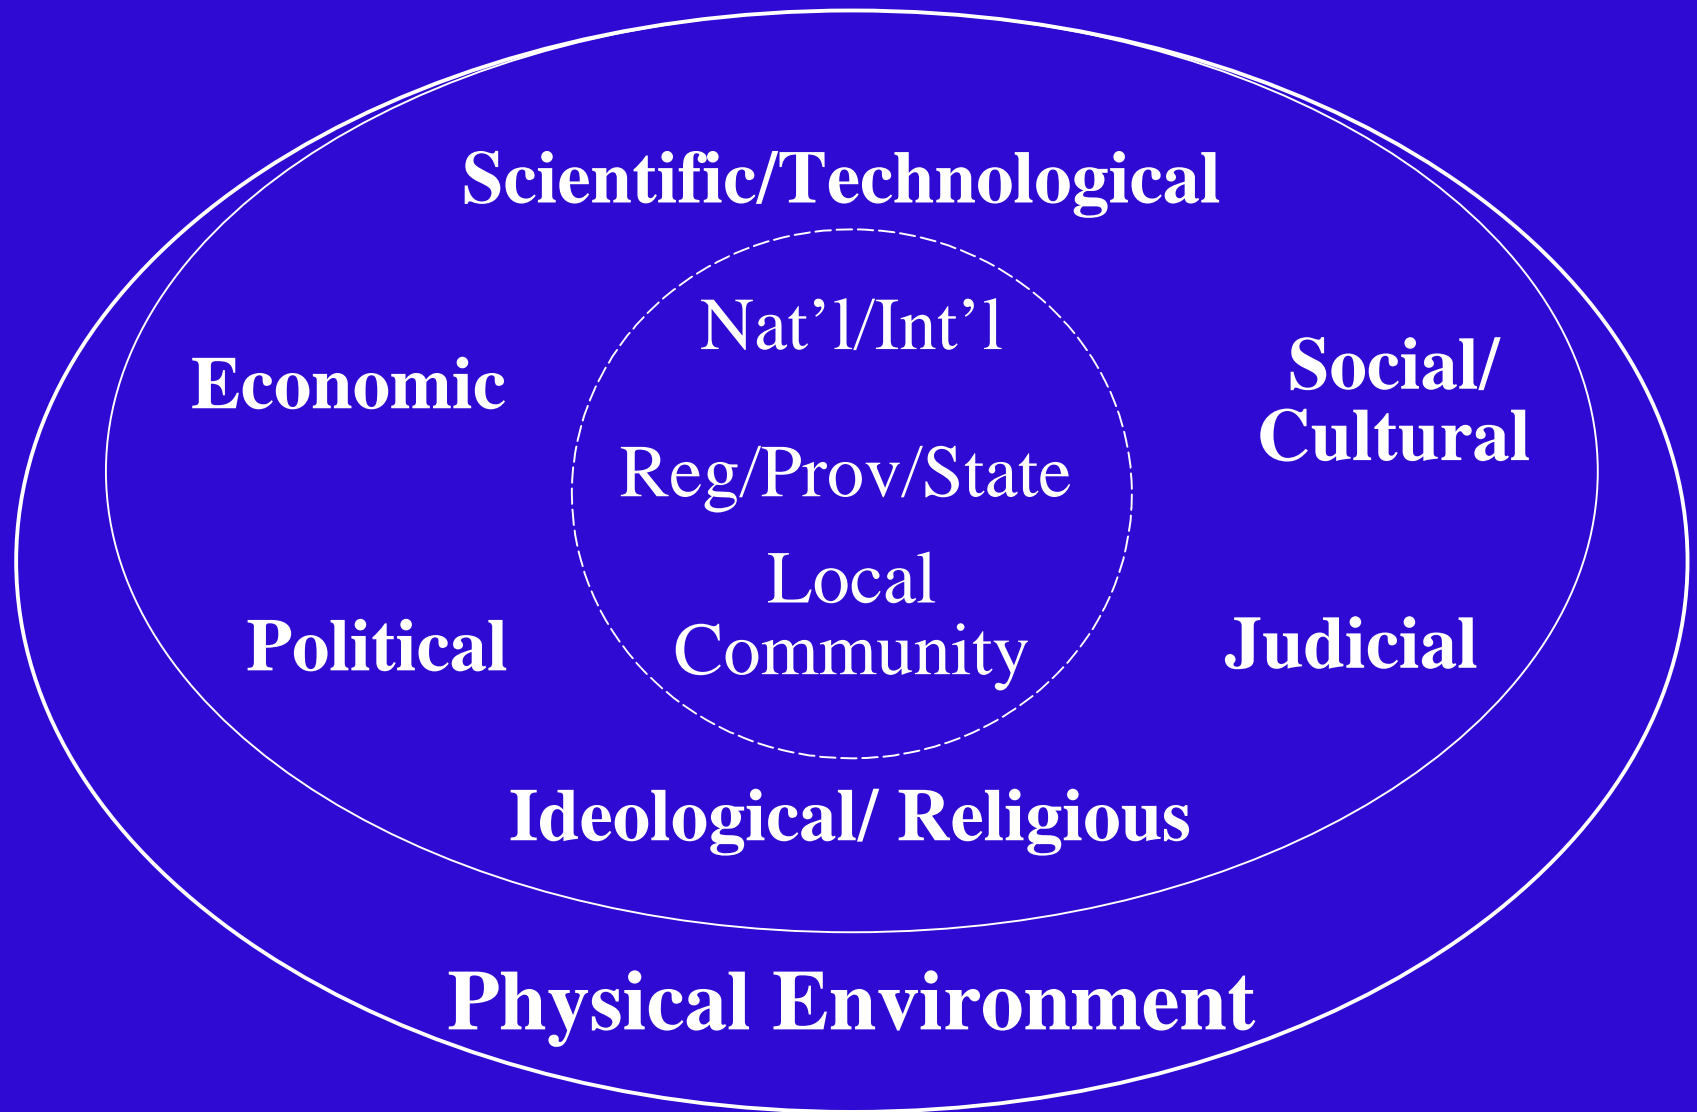 Scientific/Technological
Nat’l/Int’l
Economic
Social/
Cultural
Reg/Prov/State
Local
Community
Political
Judicial
Ideological/ Religious
Physical Environment